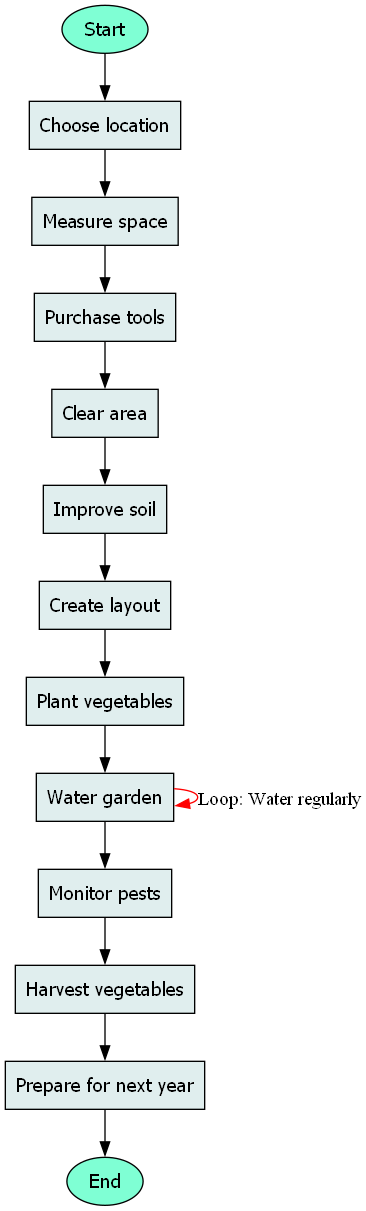 Start
Choose location
Measure space
Purchase tools
Clear area
Improve soil
Create layout
Plant vegetables
Water garden
Loop: Water regularly
Monitor pests
Harvest vegetables
Prepare for next year
End